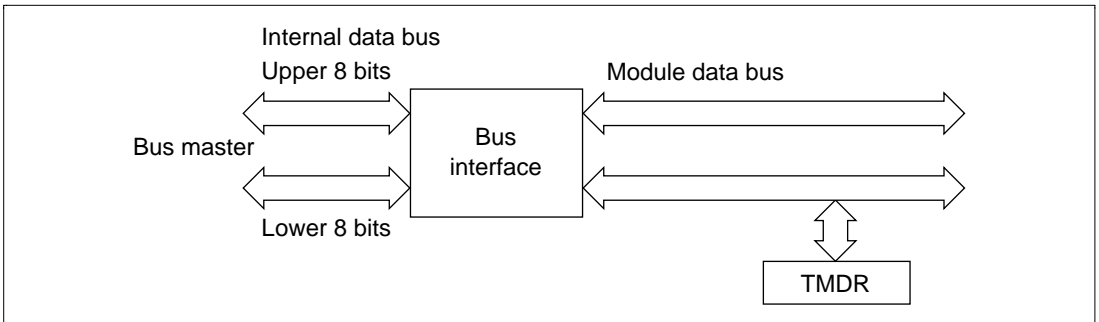 Internal data bus
Upper 8 bits
Module data bus
Bus master
Bus
interface
Lower 8 bits
TMDR